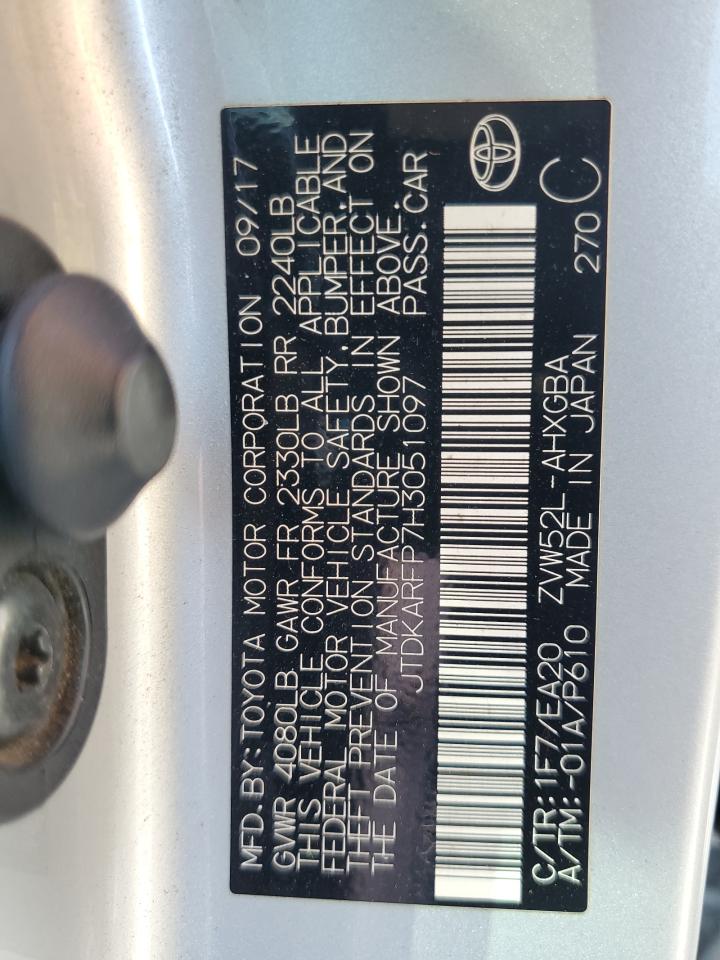 MFD. BY: TOYOTA MOTOR CORPORATION 09/17
GVWR 4080LB GAWR FR 2330LB RR 2240LB
THIS VEHICLE CONFORMS TO ALL APPLICABLE
FEDERAL MOTOR VEHICLE SAFETY, BUMPER, AND
THEFT PREVENTION STANDARDS IN EFFECT ON
THE DATE OF MANUFACTURE SHOWN ABOVE.
JTDKARFP7H3051097 PASS. CAR
C/TR: 1F7/EA20 ZVW52L-AHXGBA
A/TM: -01A/P610 MADE IN JAPAN 270 C